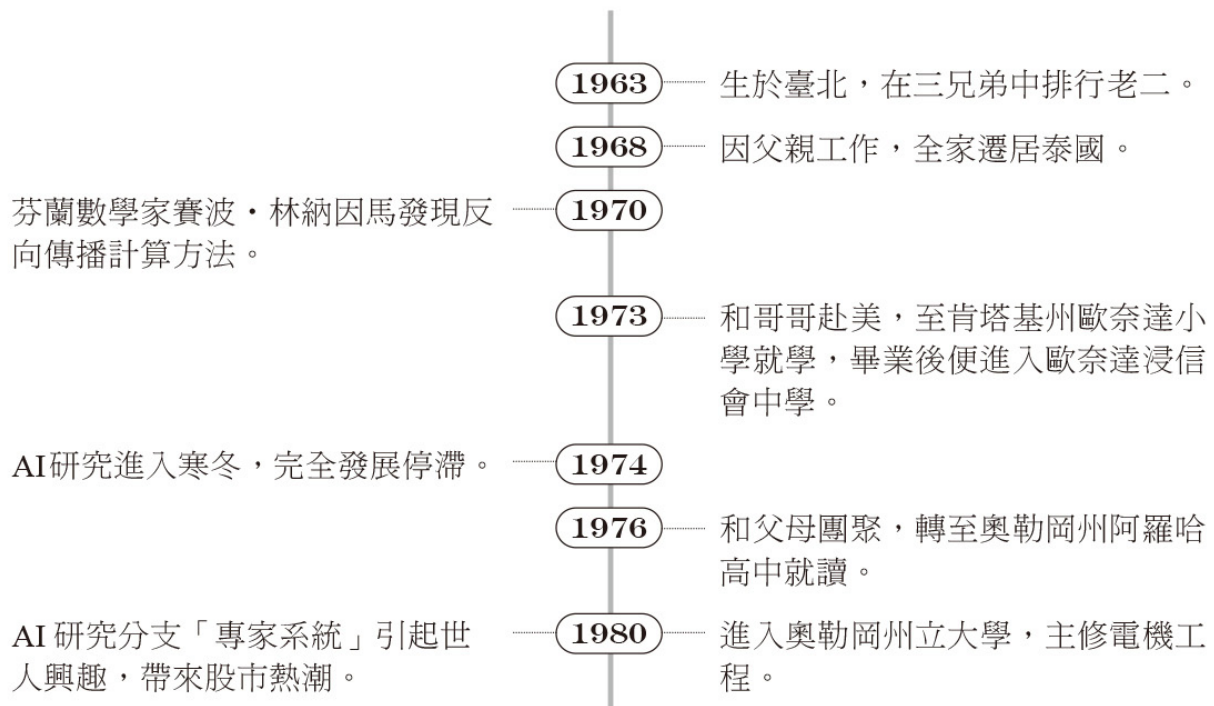 1963
生於臺北，在三兄弟中排行老二。
1968
因父親工作，全家遷居泰國。
芬蘭數學家賽波・林納因馬發現反
向傳播計算方法。
1970
1973
和哥哥赴美，至肯塔基州歐奈達小
學就學，畢業後便進入歐奈達浸信
會中學。
AI研究進入寒冬，完全發展停滯。
1974
1976
和父母團聚，轉至奧勒岡州阿羅哈
高中就讀。
AI 研究分支「專家系統」引起世
人興趣，帶來股市熱潮。
1980
進入奧勒岡州立大學，主修電機工
程。